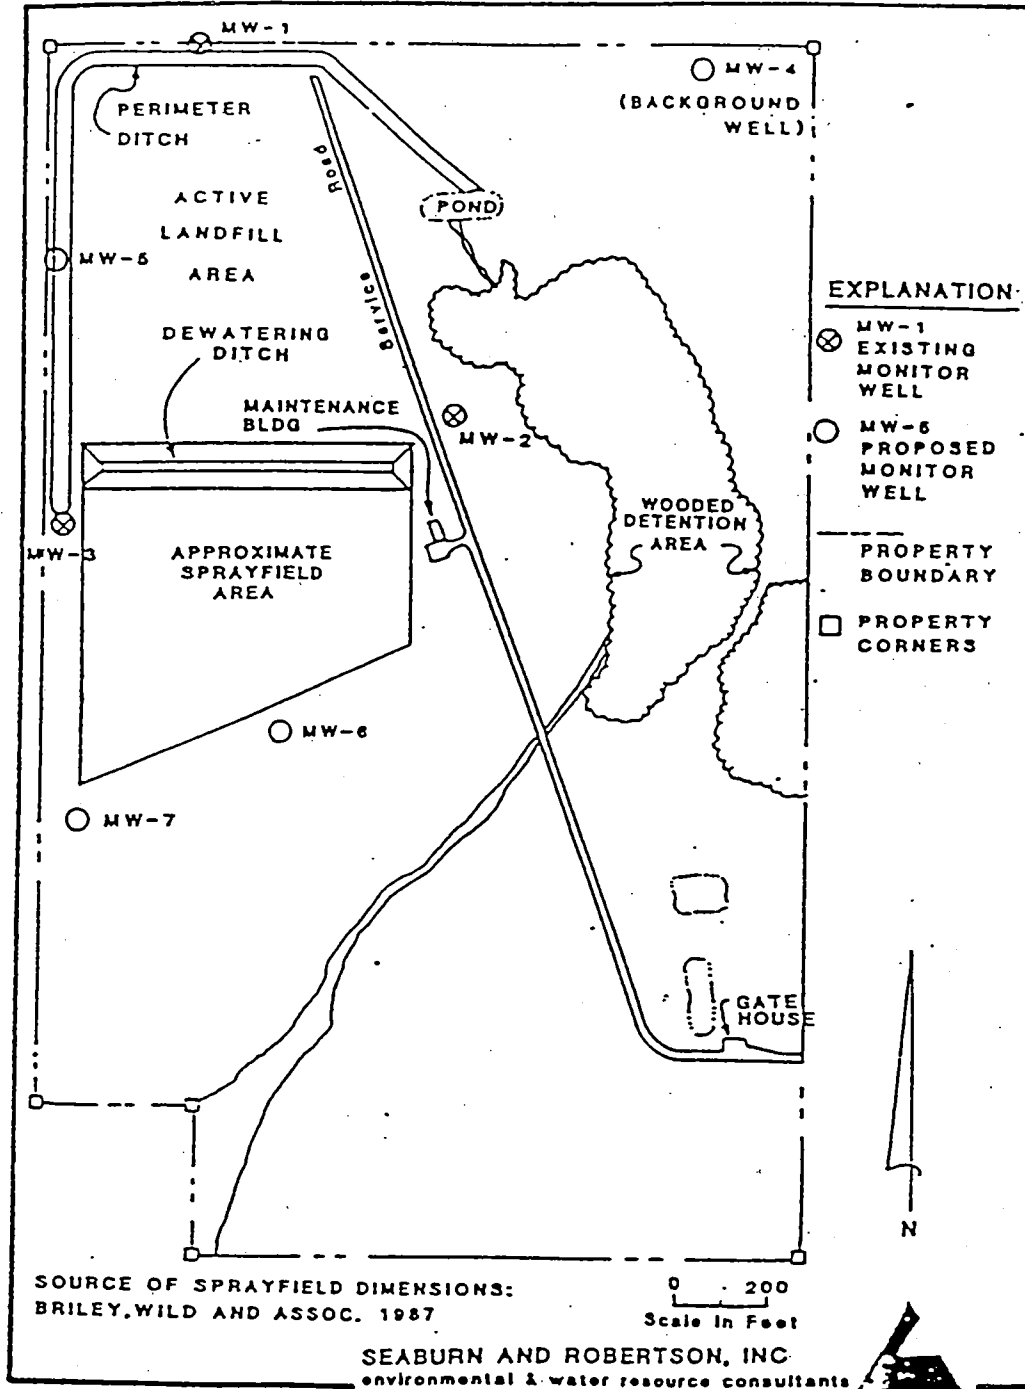 MW-1
MW-4
(BACKGROUND
WELL)
PERIMETER
DITCH
Road
ACTIVE
LANDFILL
AREA
POND
MW-5
Service
EXPLANATION
MW-1
EXISTING
MONITOR
WELL
MW-6
PROPOSED
MONITOR
WELL
PROPERTY
BOUNDARY
PROPERTY
CORNERS
DEWATERING
DITCH
MAINTENANCE
BLDG
MW-2
WOODED
DETENTION
AREA
MW-3
APPROXIMATE
SPRAYFIELD
AREA
MW-6
MW-7
GATE
HOUSE
N
SOURCE OF SPRAYFIELD DIMENSIONS:
BRILEY, WILD AND ASSOC. 1987
0 200
Scale in Feet
SEABURN AND ROBERTSON, INC
environmental & water resource consultants